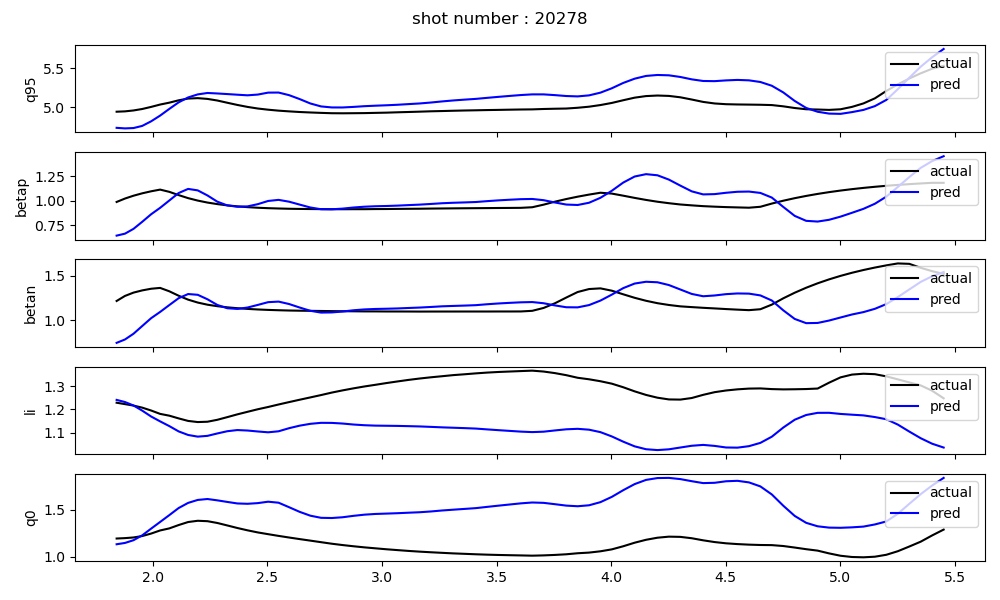 shot number : 20278
q95
5.5
5.0
actual
pred
betap
1.25
1.00
0.75
actual
pred
betan
1.5
1.0
actual
pred
li
1.3
1.2
1.1
actual
pred
q0
1.5
1.0
actual
pred
2.0 2.5 3.0 3.5 4.0 4.5 5.0 5.5